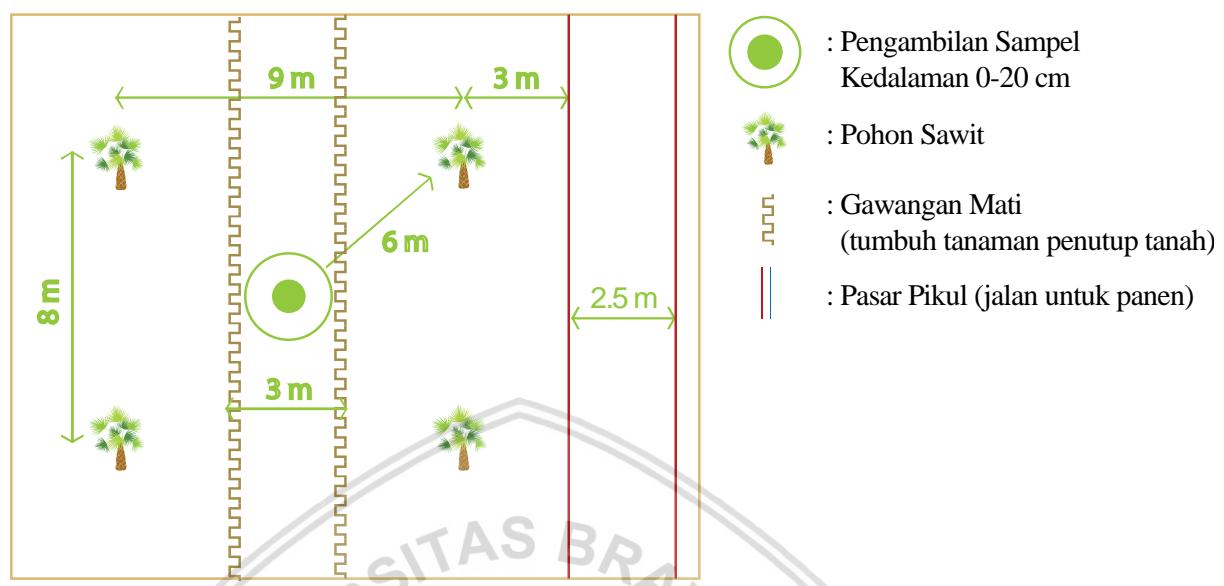 9 m
3 m
6 m
8 m
2.5 m
3 m
: Pengambilan Sampel
Kedalaman 0-20 cm
: Pohon Sawit
: Gawangan Mati
(tumbuh tanaman penutup tanah)
: Pasar Pikul (jalan untuk panen)
SITAS BRA